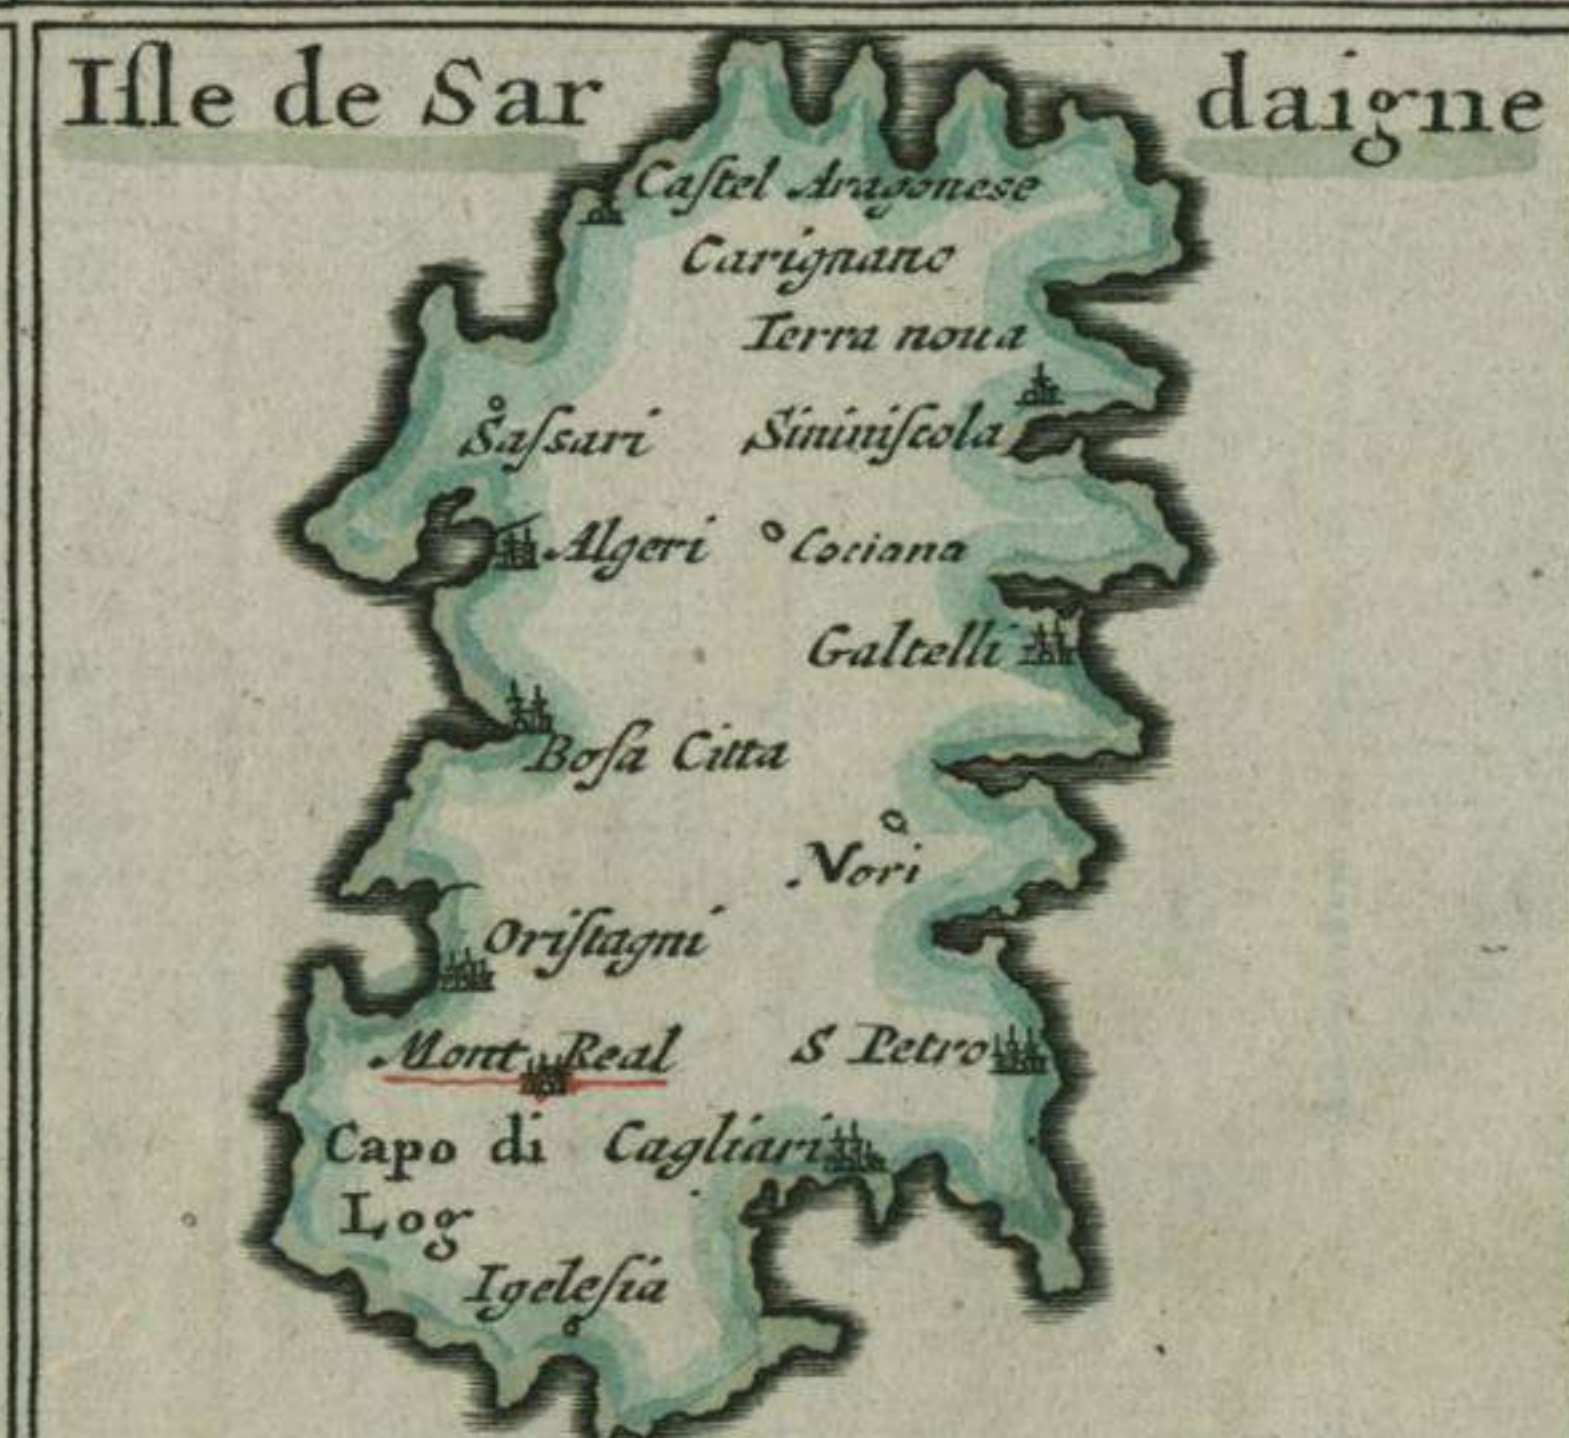 Iſle de Sar daigne
Caſtel Aragonese
Carignano
Terra noua
Saſsari
Sininiſcola
Algeri
Cociana
Galtelli
Boſa Citta
Nori
Oriſtagni
Mont Real
S Petro
Capo di
Cagliari
Log
Igeleſia